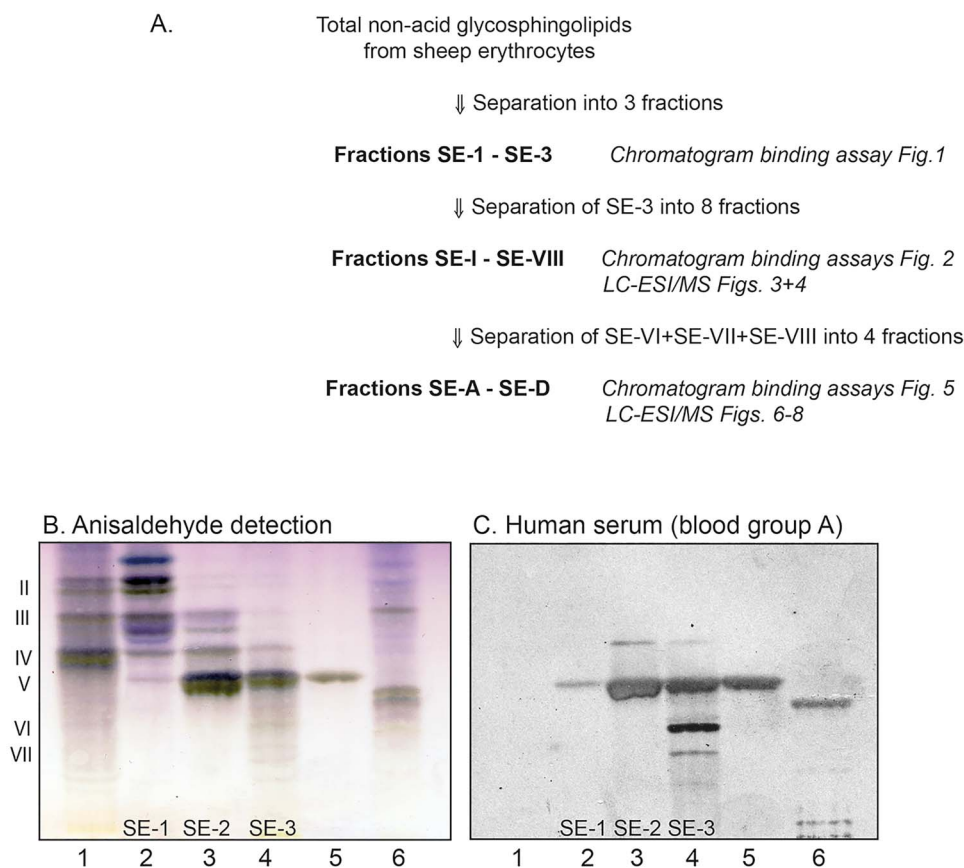 A.
Total non-acid glycosphingolipids
from sheep erythrocytes
⇓ Separation into 3 fractions
Fractions SE-1 - SE-3 Chromatogram binding assay Fig.1
⇓ Separation of SE-3 into 8 fractions
Fractions SE-I - SE-VIII Chromatogram binding assays Fig. 2
LC-ESI/MS Figs. 3+4
⇓ Separation of SE-VI+SE-VII+SE-VIII into 4 fractions
Fractions SE-A - SE-D Chromatogram binding assays Fig. 5
LC-ESI/MS Figs. 6-8
B. Anisaldehyde detection
II
III
IV
V
VI
VII
SE-1 SE-2 SE-3
1 2 3 4 5 6
C. Human serum (blood group A)
SE-1 SE-2 SE-3
1 2 3 4 5 6